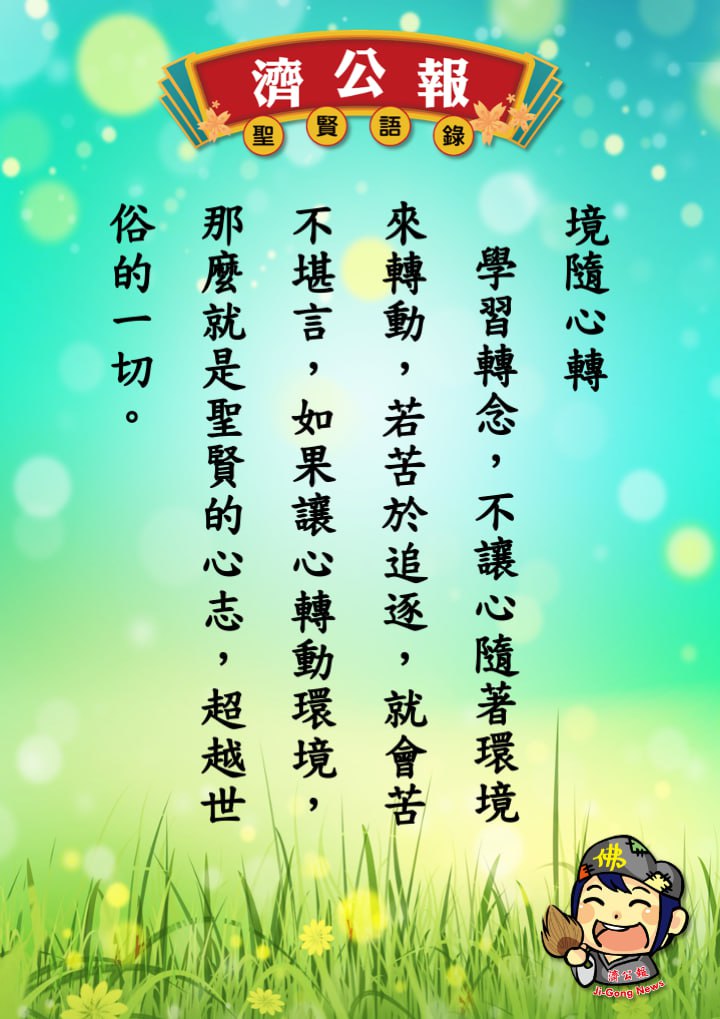 濟公報
聖賢語錄
境隨心轉
學習轉念，不讓心隨著環境
來轉動，若苦於追逐，就會苦
不堪言，如果讓心轉動環境，
那麼就是聖賢的心志，超越世
俗的一切。
佛
濟公報
Ji-Gong News